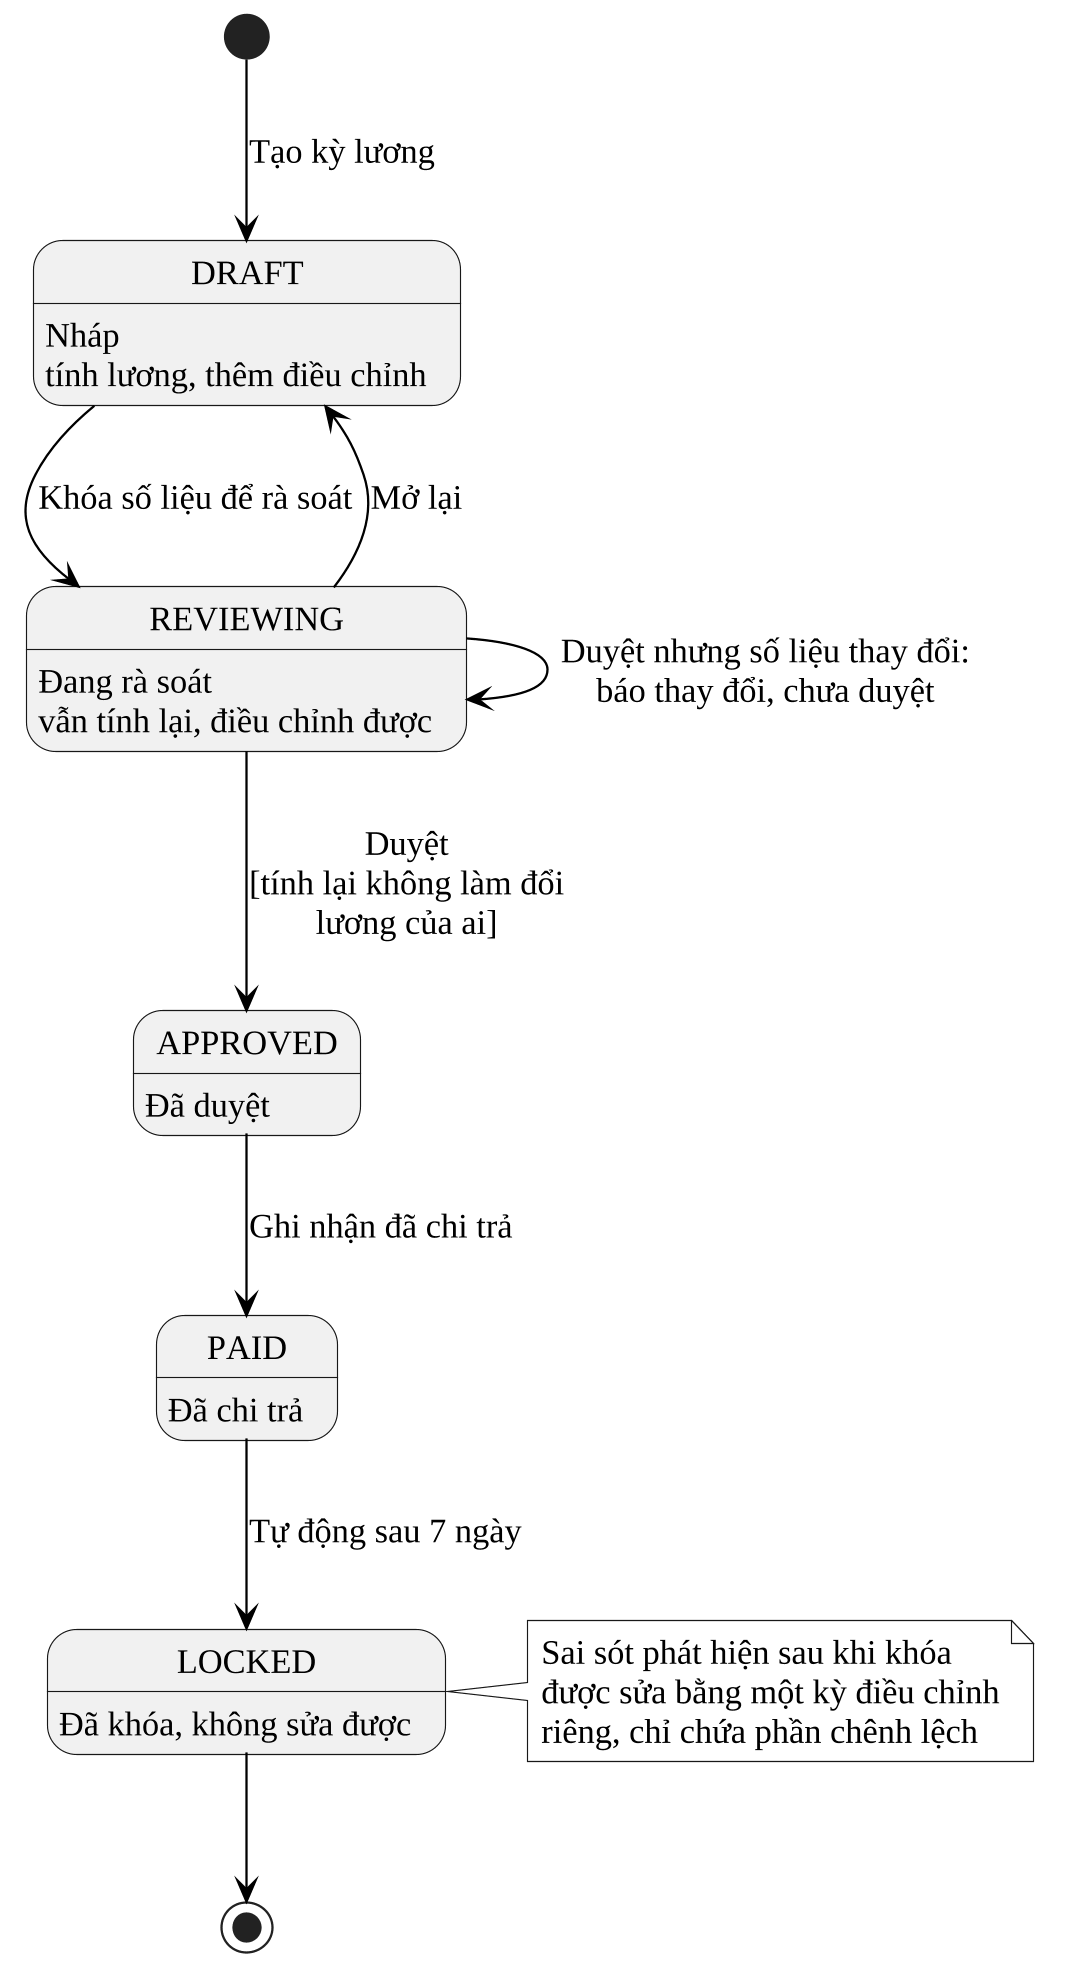 Tạo kỳ lương
DRAFT
Nháp
tính lương, thêm điều chỉnh
Khóa số liệu để rà soát
Mở lại
REVIEWING
Đang rà soát
vẫn tính lại, điều chỉnh được
Duyệt nhưng số liệu thay đổi:
báo thay đổi, chưa duyệt
Duyệt
[tính lại không làm đổi
lương của ai]
APPROVED
Đã duyệt
Ghi nhận đã chi trả
PAID
Đã chi trả
Tự động sau 7 ngày
LOCKED
Đã khóa, không sửa được
Sai sót phát hiện sau khi khóa
được sửa bằng một kỳ điều chỉnh
riêng, chỉ chứa phần chênh lệch